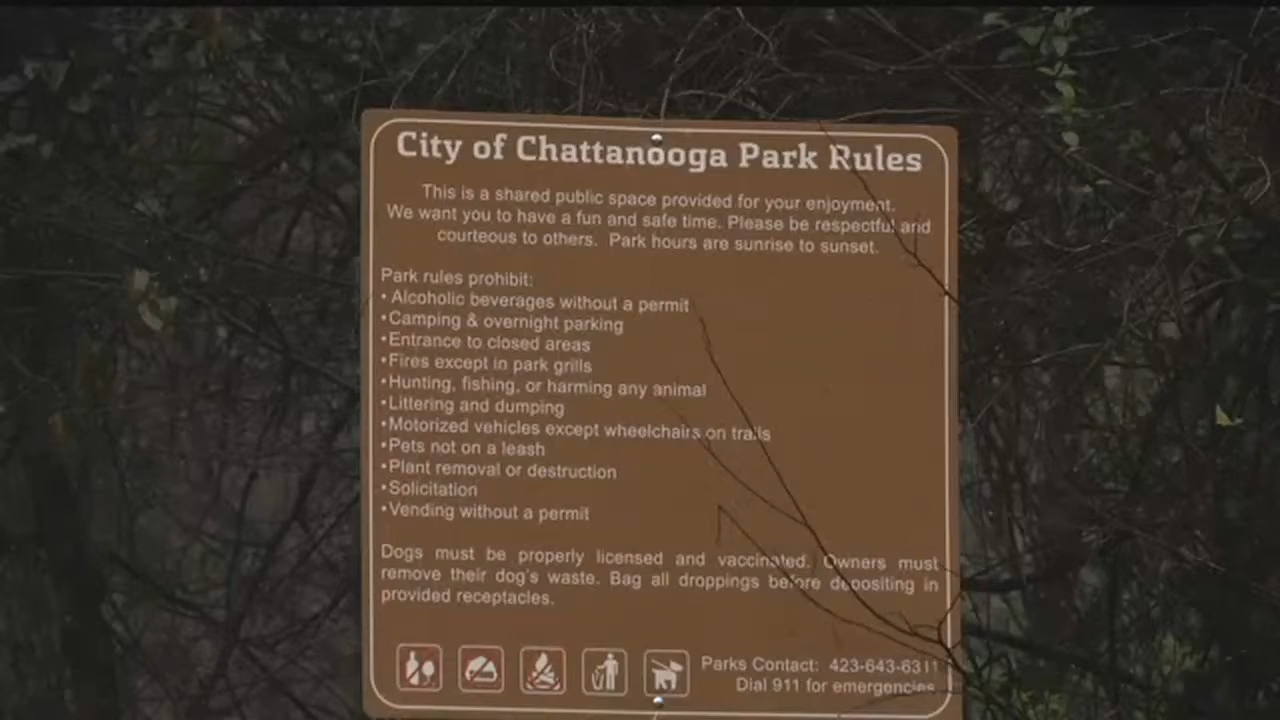 City of Chattanooga Park Rules
This is a shared public space provided for your enjoyment.
We want you to have a fun and safe time. Please be respectful and
courteous to others. Park hours are sunrise to sunset.
Park rules prohibit:
• Alcoholic beverages without a permit
• Camping & overnight parking
• Entrance to closed areas
• Fires except in park grills
• Hunting, fishing, or harming any animal
• Littering and dumping
• Motorized vehicles except wheelchairs on trails
• Pets not on a leash
• Plant removal or destruction
• Solicitation
• Vending without a permit
Dogs must be properly licensed and vaccinated. Owners must
remove their dog's waste. Bag all droppings before depositing in
provided receptacles.
Parks Contact: 423-643-6311
Dial 911 for emergencies